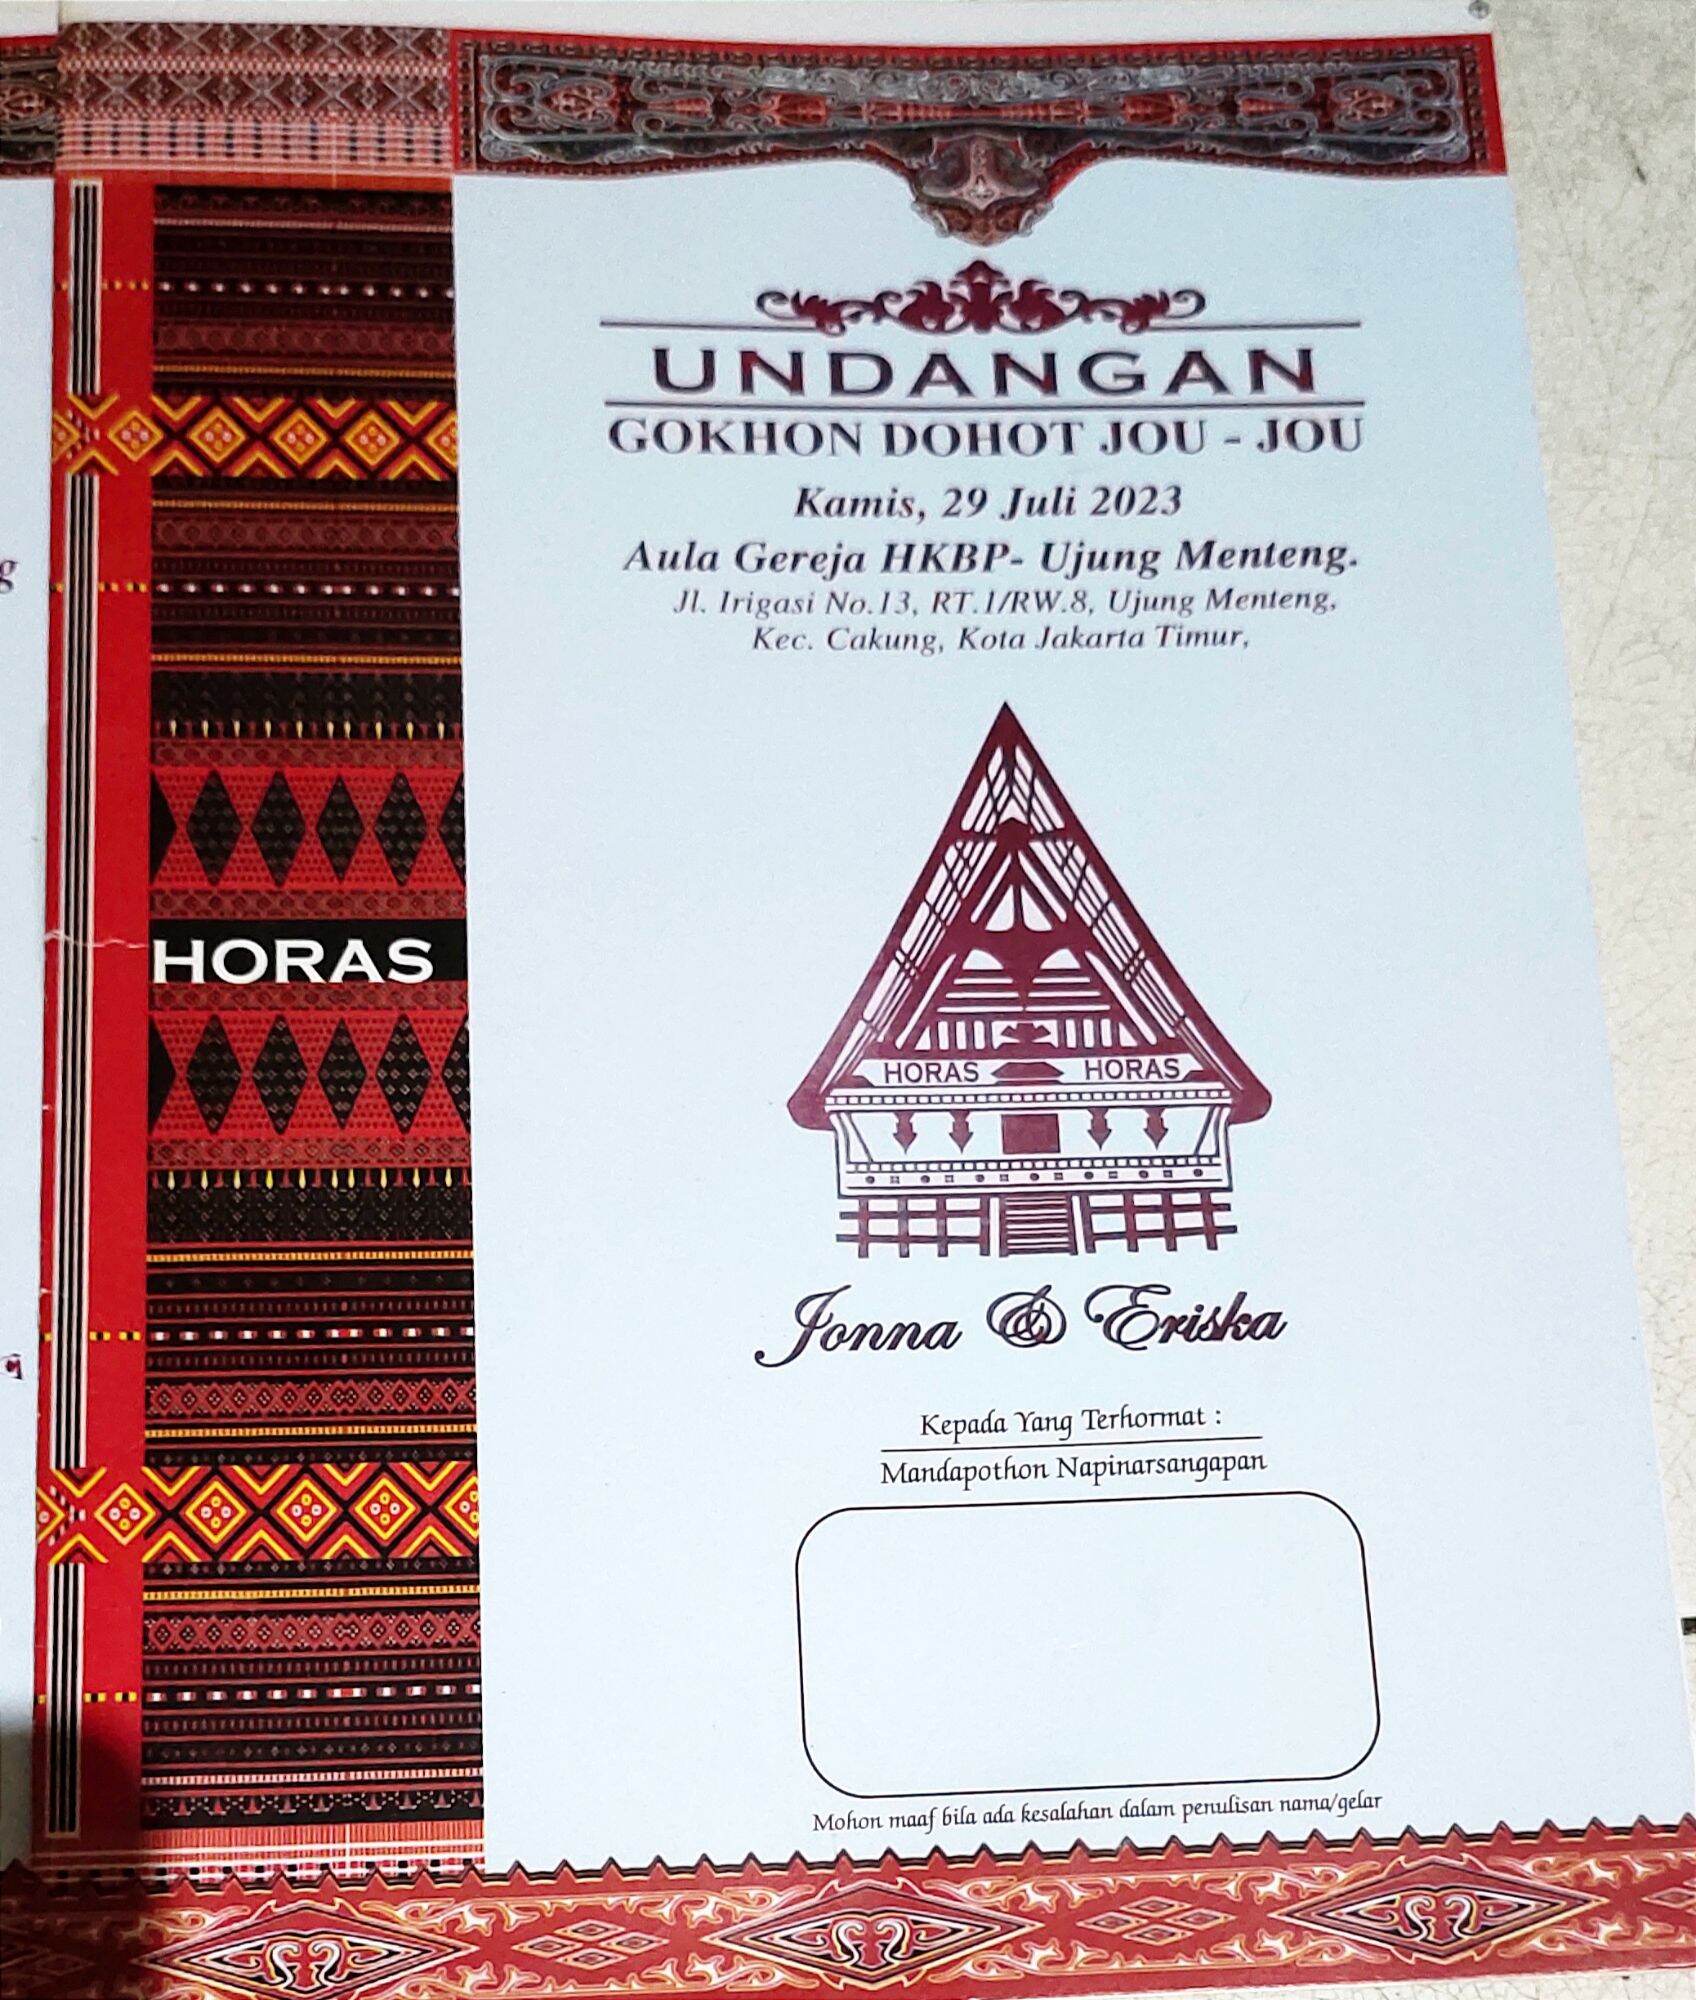 UNDANGAN
GOKHON DOHOT JOU - JOU
Kamis, 29 Juli 2023
Aula Gereja HKBP- Ujung Menteng.
Jl. Irigasi No.13, RT.1/RW.8, Ujung Menteng,
Kec. Cakung, Kota Jakarta Timur,
HORAS
HORAS HORAS
Jonna & Eriska
Kepada Yang Terhormat :
Mandapothon Napinarsangapan
Mohon maaf bila ada kesalahan dalam penulisan nama/gelar